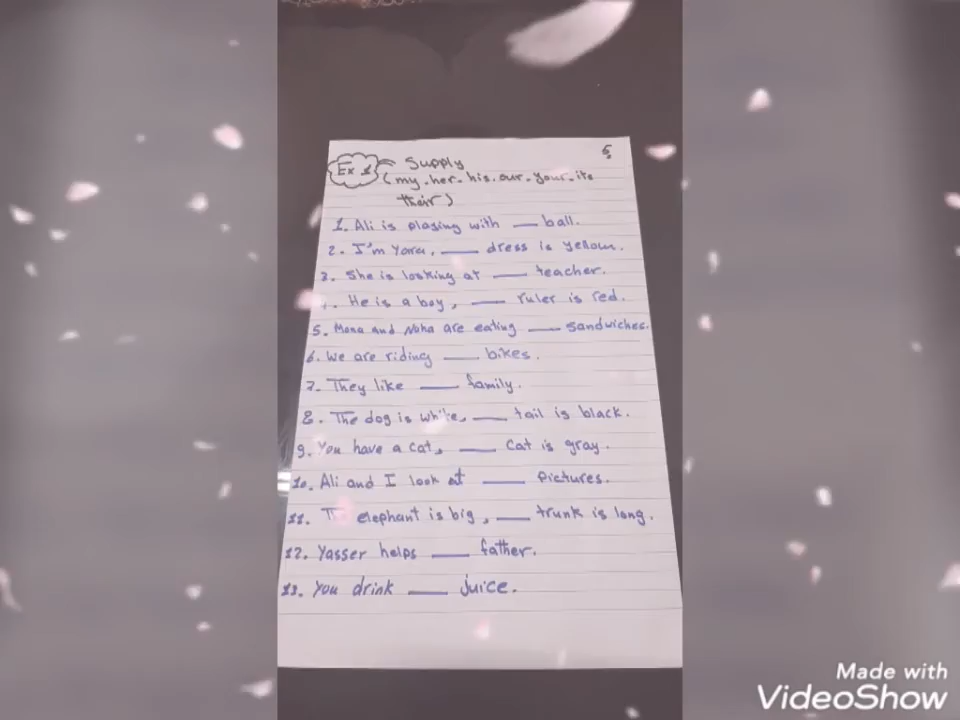 Ex 1
5
Supply
(my - her - his - our - your - its
their)
1. Ali is playing with ___ ball.
2. I'm Yara, ___ dress is yellow.
3. She is looking at ___ teacher.
. He is a boy, ___ ruler is red.
5. Mona and Noha are eating ___ sandwiches.
6. We are riding ___ bikes.
7. They like ___ family.
8. The dog is white, ___ tail is black.
9. You have a cat, ___ cat is gray.
10. Ali and I look at ___ pictures.
11. The elephant is big, ___ trunk is long.
12. Yasser helps ___ father.
13. You drink ___ juice.
Made with
VideoShow